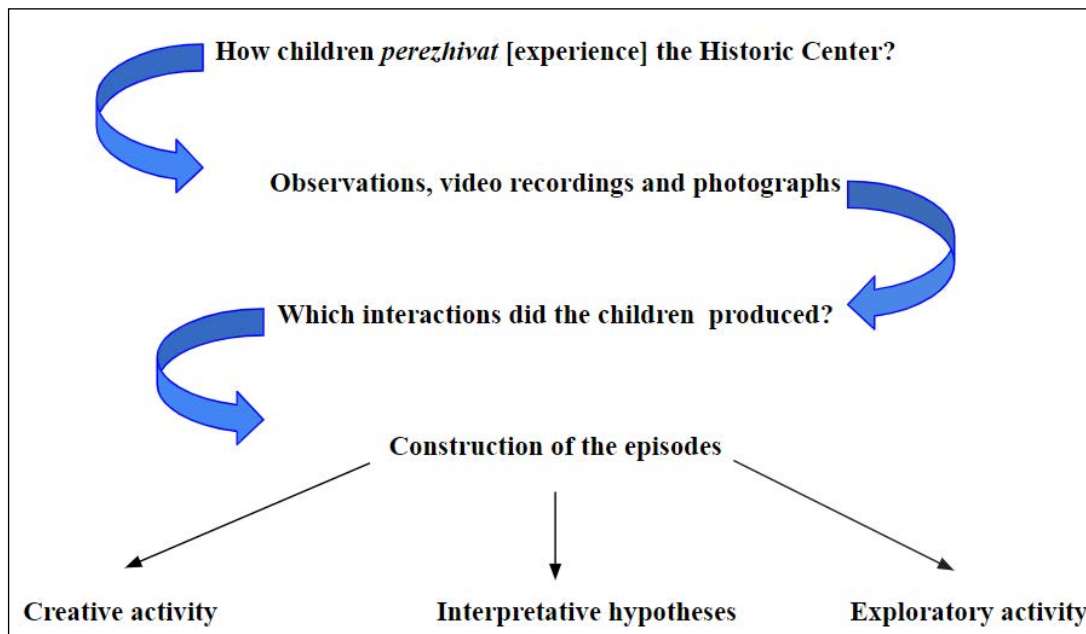 How children perezhivat [experience] the Historic Center?
Observations, video recordings and photographs
Which interactions did the children produced?
Construction of the episodes
Creative activity
Interpretative hypotheses
Exploratory activity